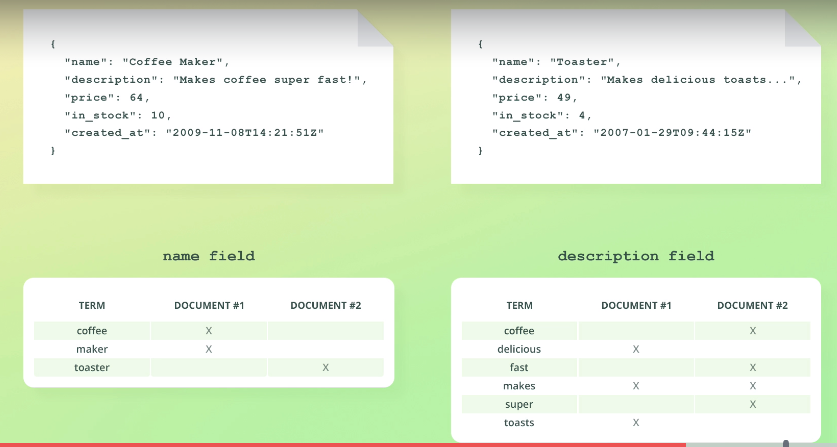 {
"name": "Coffee Maker",
"description": "Makes coffee super fast!",
"price": 64,
"in_stock": 10,
"created_at": "2009-11-08T14:21:51Z"
}
{
"name": "Toaster",
"description": "Makes delicious toasts...",
"price": 49,
"in_stock": 4,
"created_at": "2007-01-29T09:44:15Z"
}
name field
TERM DOCUMENT #1 DOCUMENT #2
coffee X
maker X
toaster X
description field
TERM DOCUMENT #1 DOCUMENT #2
coffee X
delicious X
fast X
makes X X
super X
toasts X